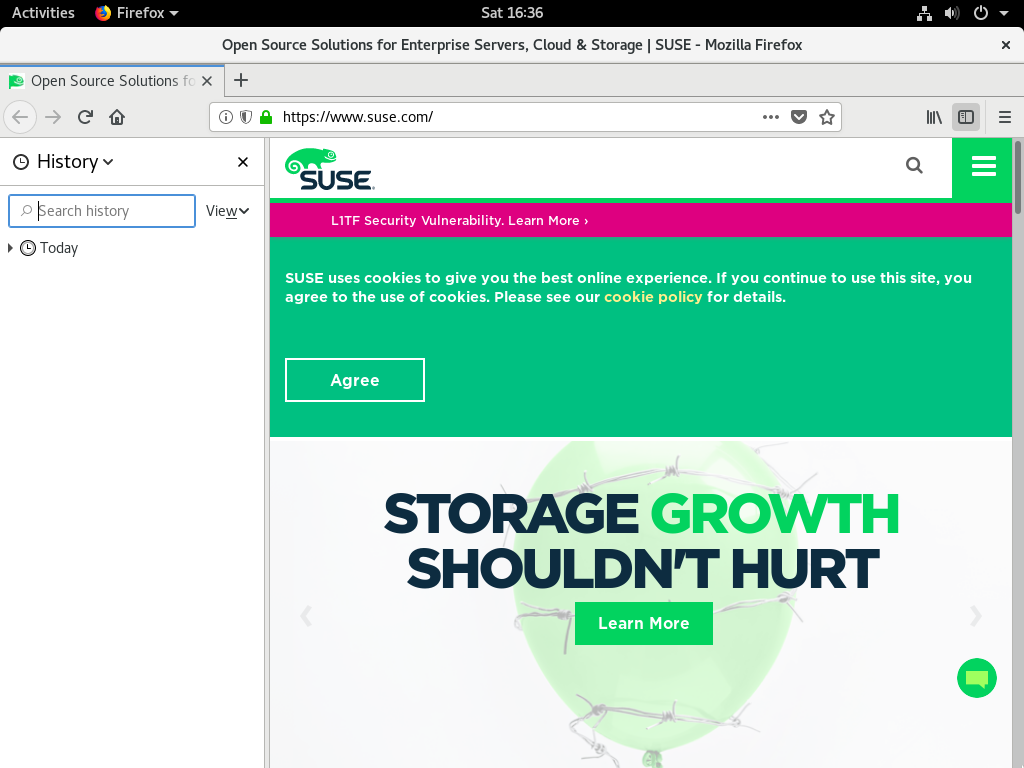 Activities Firefox Sat 16:36
Open Source Solutions for Enterprise Servers, Cloud & Storage | SUSE - Mozilla Firefox
Open Source Solutions fo
https://www.suse.com/
History
Search history View
Today
SUSE
L1TF Security Vulnerability. Learn More ›
SUSE uses cookies to give you the best online experience. If you continue to use this site, you
agree to the use of cookies. Please see our cookie policy for details.
Agree
STORAGE GROWTH
SHOULDN'T HURT
Learn More